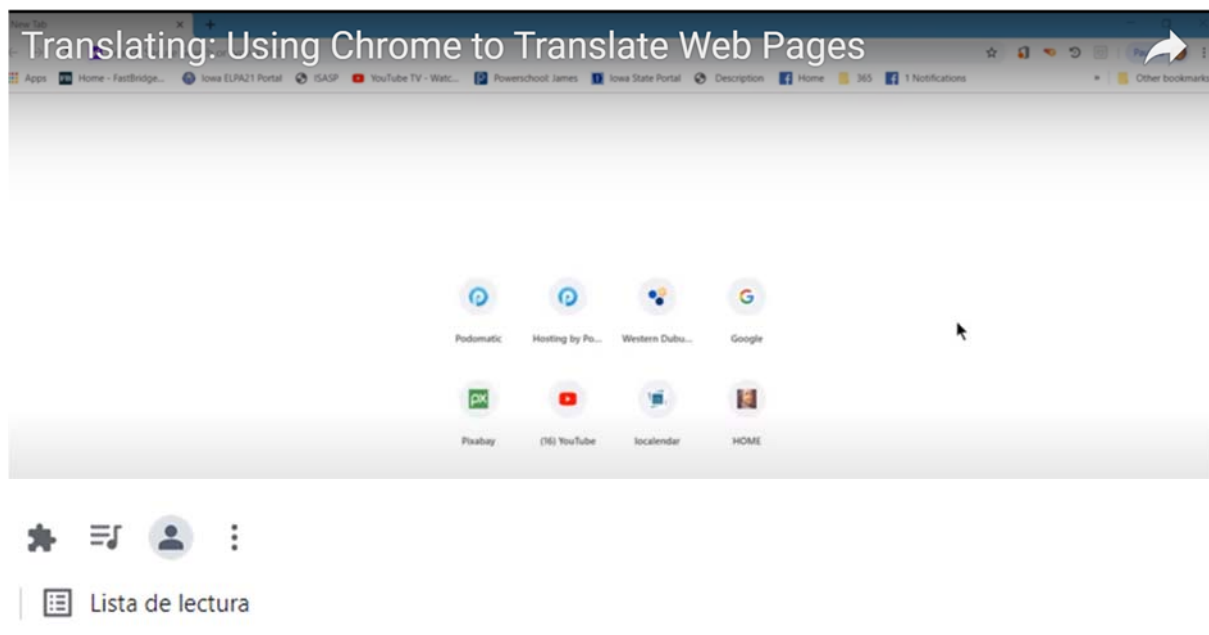 New Tab
Translating: Using Chrome to Translate Web Pages
Apps Home - FastBridge... Iowa ELPA21 Portal ISASP YouTube TV - Watc... Powerschool James Iowa State Portal Description Home 365 1 Notifications » Other bookmarks
Podomatic Hosting by Po... Western Dubu... Google
Pixabay (16) YouTube localendar HOME
Lista de lectura